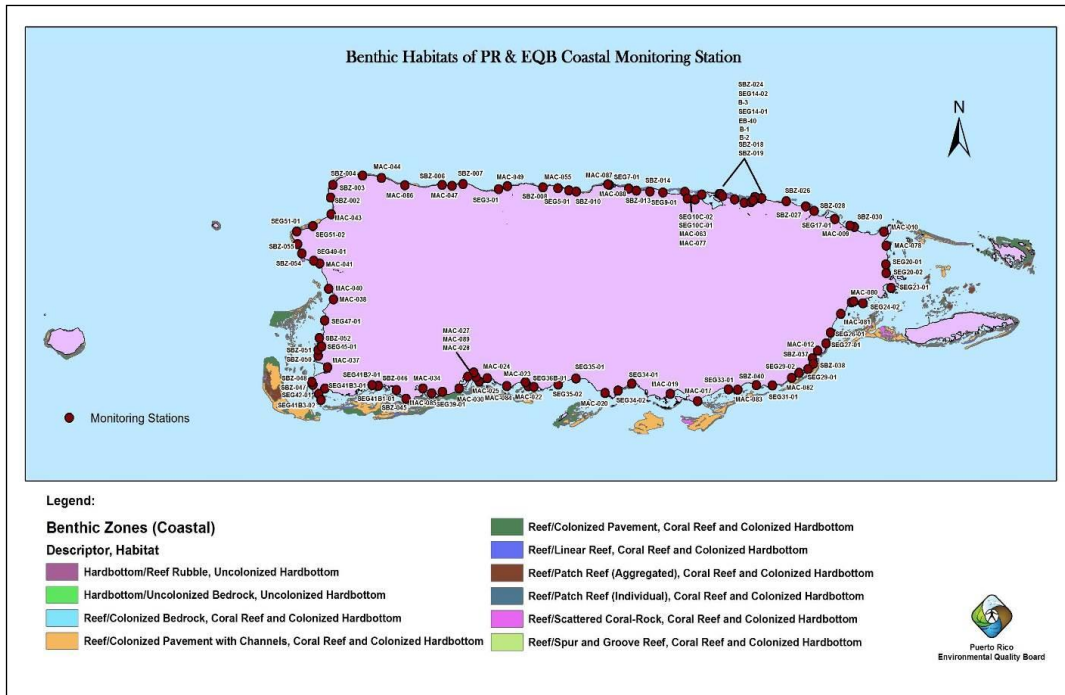 Benthic Habitats of PR & EQB Coastal Monitoring Station
SBZ-024
SEG14-02
B-3
SEG14-01
EB-40
B-1
B-2
SBZ-018
SBZ-019
N
SBZ-004
MAC-044
SBZ-003
SBZ-002
MAC-086
SBZ-006
MAC-047
SBZ-007
SEG3-01
MAC-049
SBZ-008
MAC-055
SEG5-01
SBZ-010
MAC-087
SEG7-01
MAC-080
SBZ-013
SBZ-014
SEG9-01
SEG10C-02
SEG10C-01
MAC-063
MAC-077
SBZ-026
SBZ-027
SBZ-028
SEG17-01
MAC-009
SBZ-030
MAC-010
MAC-078
SEG20-01
SEG20-02
SEG23-01
MAC-080
SEG24-02
MAC-081
SEG26-01
SEG27-01
MAC-012
SBZ-037
SBZ-038
SEG29-02
SEG29-01
MAC-082
SBZ-040
SEG31-01
MAC-083
SEG33-01
MAC-017
MAC-019
SEG34-01
SEG34-02
MAC-020
SEG35-01
SEG35-02
SEG36B-01
MAC-022
MAC-023
MAC-084
MAC-024
MAC-025
MAC-027
MAC-089
MAC-028
MAC-030
SEG39-01
MAC-085
MAC-034
SBZ-045
SBZ-046
SEG41B1-01
SEG41B2-01
SEG41B3-01
SEG41B3-02
SEG42-01
SBZ-047
SBZ-048
MAC-037
SBZ-050
SBZ-051
SEG45-01
SBZ-052
SEG47-01
MAC-038
MAC-040
MAC-041
SEG49-01
SBZ-054
SBZ-055
SEG51-02
SEG51-01
MAC-043
Monitoring Stations
Legend:
Benthic Zones (Coastal)
Descriptor, Habitat
Hardbottom/Reef Rubble, Uncolonized Hardbottom
Hardbottom/Uncolonized Bedrock, Uncolonized Hardbottom
Reef/Colonized Bedrock, Coral Reef and Colonized Hardbottom
Reef/Colonized Pavement with Channels, Coral Reef and Colonized Hardbottom
Reef/Colonized Pavement, Coral Reef and Colonized Hardbottom
Reef/Linear Reef, Coral Reef and Colonized Hardbottom
Reef/Patch Reef (Aggregated), Coral Reef and Colonized Hardbottom
Reef/Patch Reef (Individual), Coral Reef and Colonized Hardbottom
Reef/Scattered Coral-Rock, Coral Reef and Colonized Hardbottom
Reef/Spur and Groove Reef, Coral Reef and Colonized Hardbottom
Puerto Rico
Environmental Quality Board